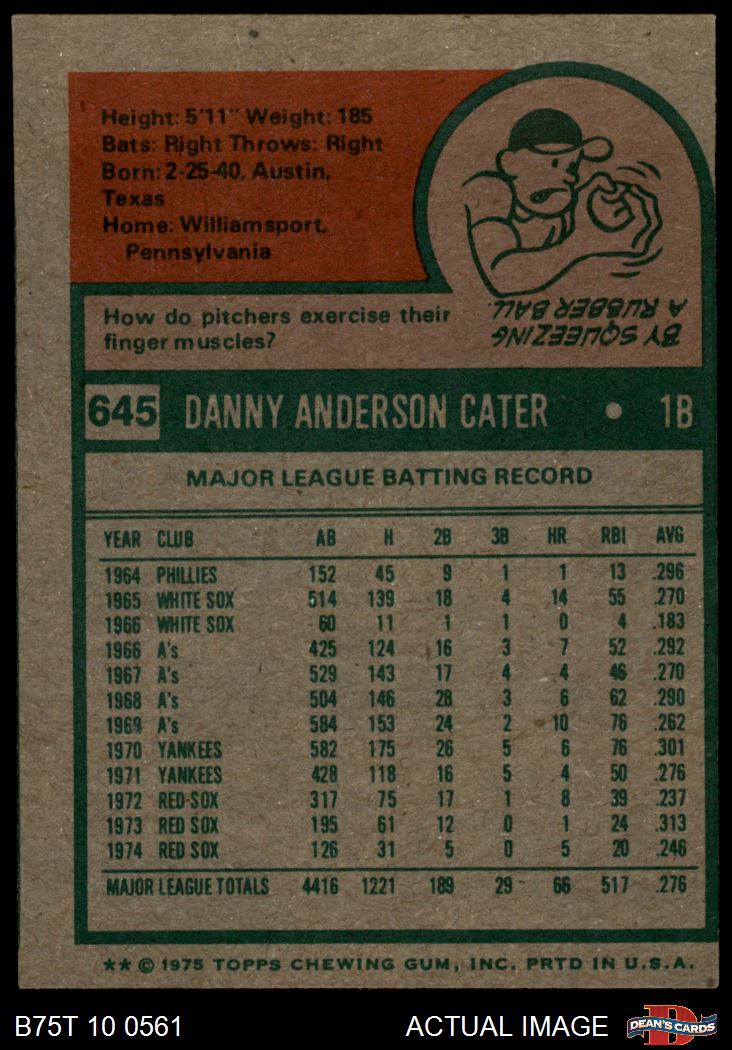 Height: 5'11" Weight: 185
Bats: Right Throws: Right
Born: 2-25-40, Austin,
Texas
Home: Williamsport,
Pennsylvania
How do pitchers exercise their
finger muscles?
BY SQUEEZING
A RUBBER BALL.
645 DANNY ANDERSON CATER • 1B
MAJOR LEAGUE BATTING RECORD
YEAR CLUB AB H 2B 3B HR RBI AVG
1964 PHILLIES 152 45 9 1 1 13 .296
1965 WHITE SOX 514 139 18 4 14 55 .270
1966 WHITE SOX 60 11 1 1 0 4 .183
1966 A's 425 124 16 3 7 52 .292
1967 A's 529 143 17 4 4 46 .270
1968 A's 504 146 28 3 6 62 .290
1969 A's 584 153 24 2 10 76 .262
1970 YANKEES 582 175 26 5 6 76 .301
1971 YANKEES 428 118 16 5 4 50 .276
1972 RED SOX 317 75 17 1 8 39 .237
1973 RED SOX 195 61 12 0 1 24 .313
1974 RED SOX 126 31 5 0 5 20 .246
MAJOR LEAGUE TOTALS 4416 1221 189 29 66 517 .276
** © 1975 TOPPS CHEWING GUM, INC. PRTD IN U.S.A.
B75T 10 0561 ACTUAL IMAGE DEAN'S CARDS